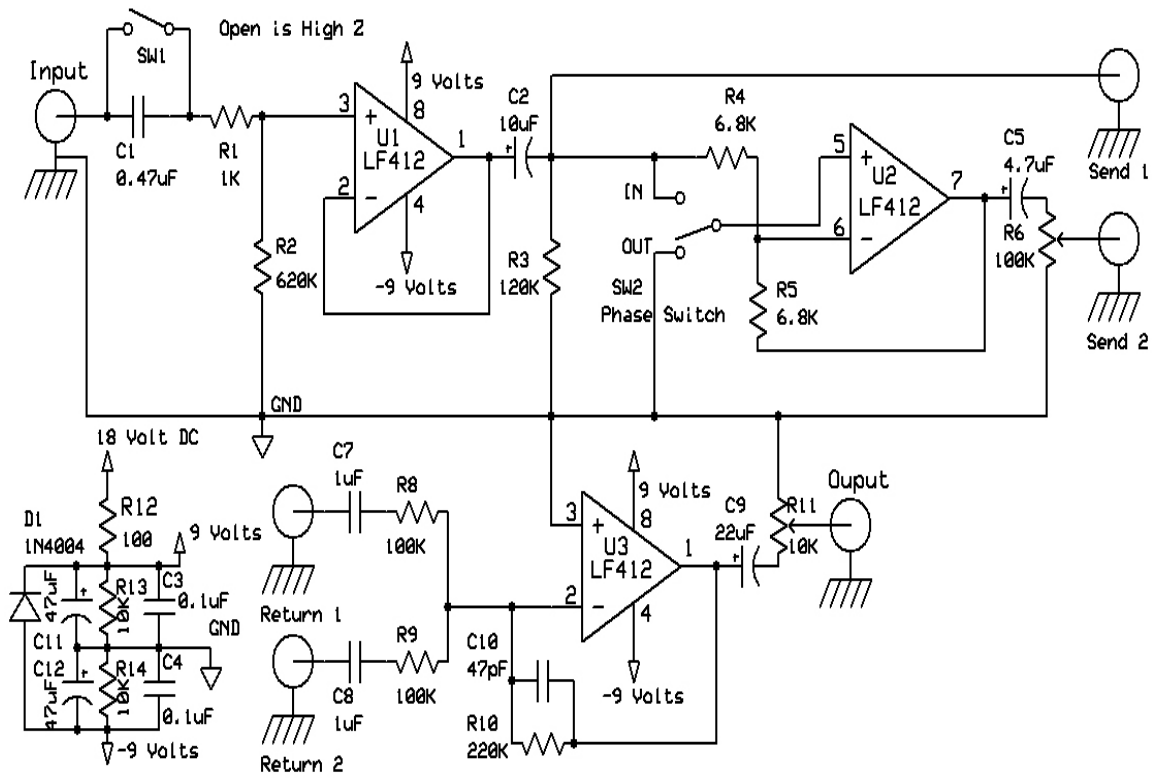 Open is High 2
SW1
Input
C1
0.47uF
R1
1K
R2
620K
3
+
U1
LF412
2
-
8
9 Volts
1
4
-9 Volts
C2
+
10uF
R3
120K
R4
6.8K
IN
OUT
SW2
Phase Switch
5
+
U2
LF412
6
-
7
R5
6.8K
C5
4.7uF
+
R6
100K
Send 1
Send 2
GND
18 Volt DC
R12
100
9 Volts
D1
1N4004
47uF
+
C11
R13
10K
C3
0.1uF
GND
C12
47uF
+
R14
10K
C4
0.1uF
-9 Volts
C7
1uF
R8
100K
Return 1
C8
1uF
R9
100K
Return 2
3
+
U3
LF412
2
-
8
9 Volts
1
4
-9 Volts
C10
47pF
R10
220K
C9
22uF
+
R11
10K
Ouput